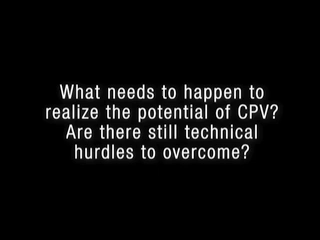 What needs to happen to
realize the potential of CPV?
Are there still technical
hurdles to overcome?